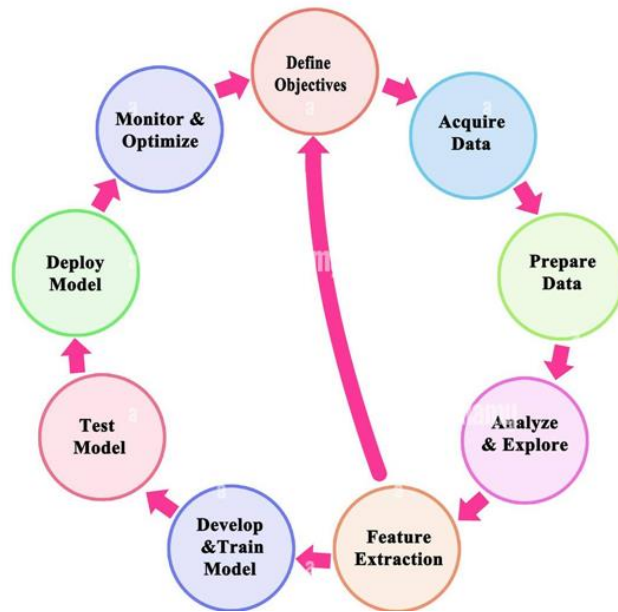 Define
Objectives
Acquire
Data
Prepare
Data
Analyze
& Explore
Feature
Extraction
Develop
&Train
Model
Test
Model
Deploy
Model
Monitor &
Optimize
a
a
a
a
a
a
a
a